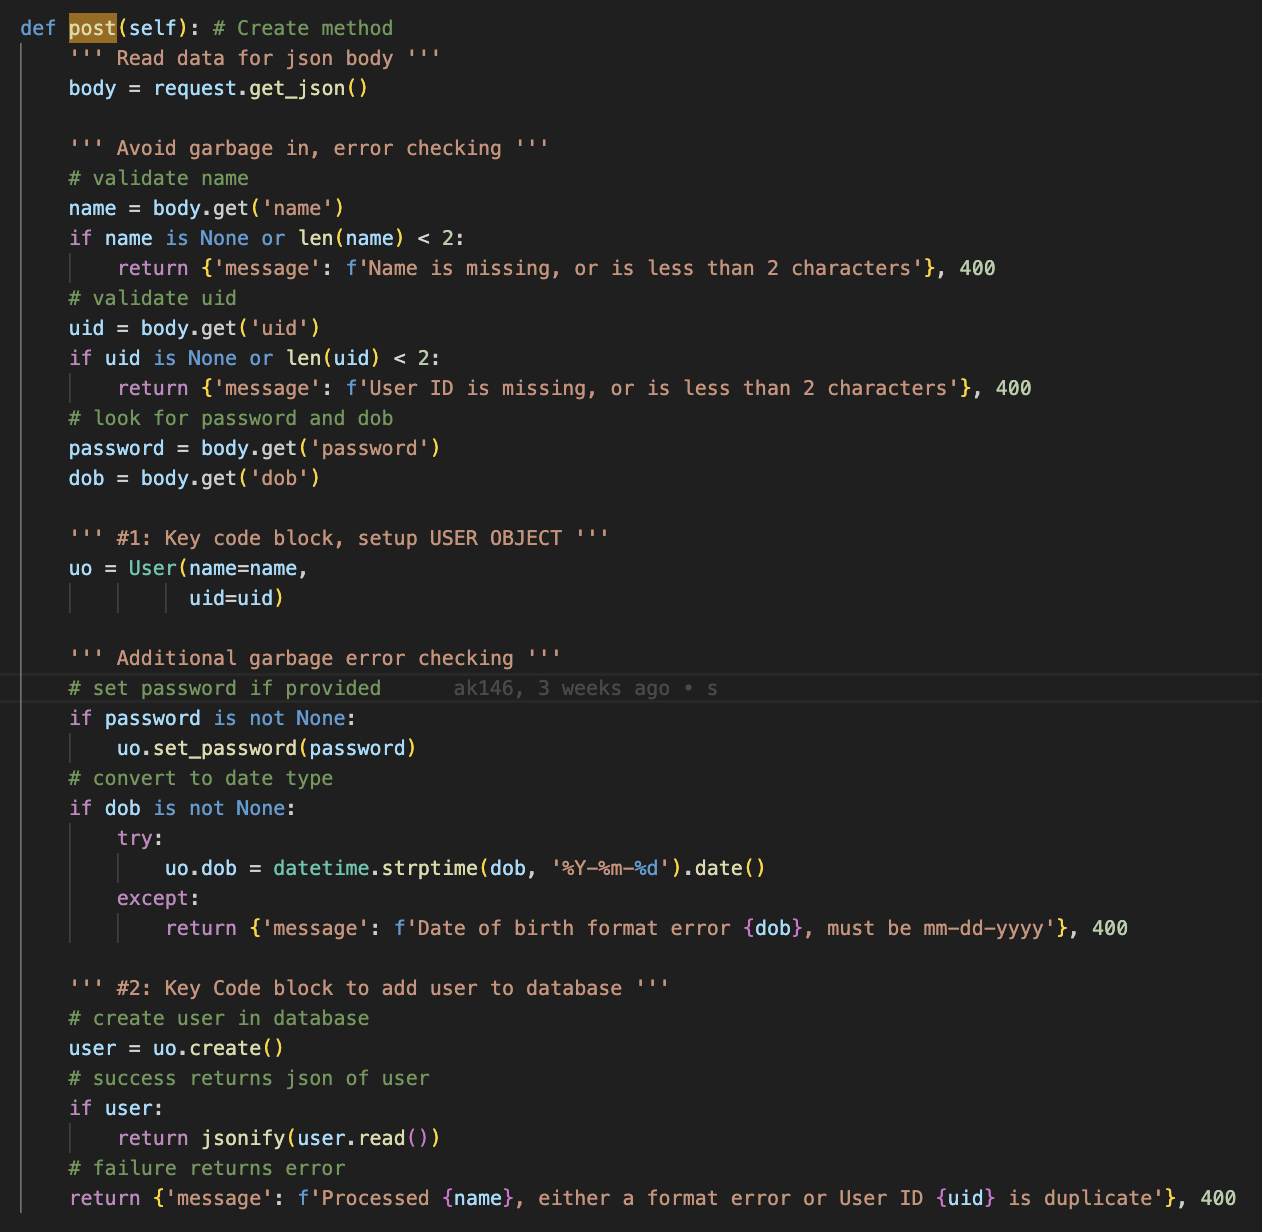 def post(self): # Create method
    ''' Read data for json body '''
    body = request.get_json()

    ''' Avoid garbage in, error checking '''
    # validate name
    name = body.get('name')
    if name is None or len(name) < 2:
        return {'message': f'Name is missing, or is less than 2 characters'}, 400
    # validate uid
    uid = body.get('uid')
    if uid is None or len(uid) < 2:
        return {'message': f'User ID is missing, or is less than 2 characters'}, 400
    # look for password and dob
    password = body.get('password')
    dob = body.get('dob')

    ''' #1: Key code block, setup USER OBJECT '''
    uo = User(name=name,
              uid=uid)

    ''' Additional garbage error checking '''
    # set password if provided      ak146, 3 weeks ago • s
    if password is not None:
        uo.set_password(password)
    # convert to date type
    if dob is not None:
        try:
            uo.dob = datetime.strptime(dob, '%Y-%m-%d').date()
        except:
            return {'message': f'Date of birth format error {dob}, must be mm-dd-yyyy'}, 400

    ''' #2: Key Code block to add user to database '''
    # create user in database
    user = uo.create()
    # success returns json of user
    if user:
        return jsonify(user.read())
    # failure returns error
    return {'message': f'Processed {name}, either a format error or User ID {uid} is duplicate'}, 400